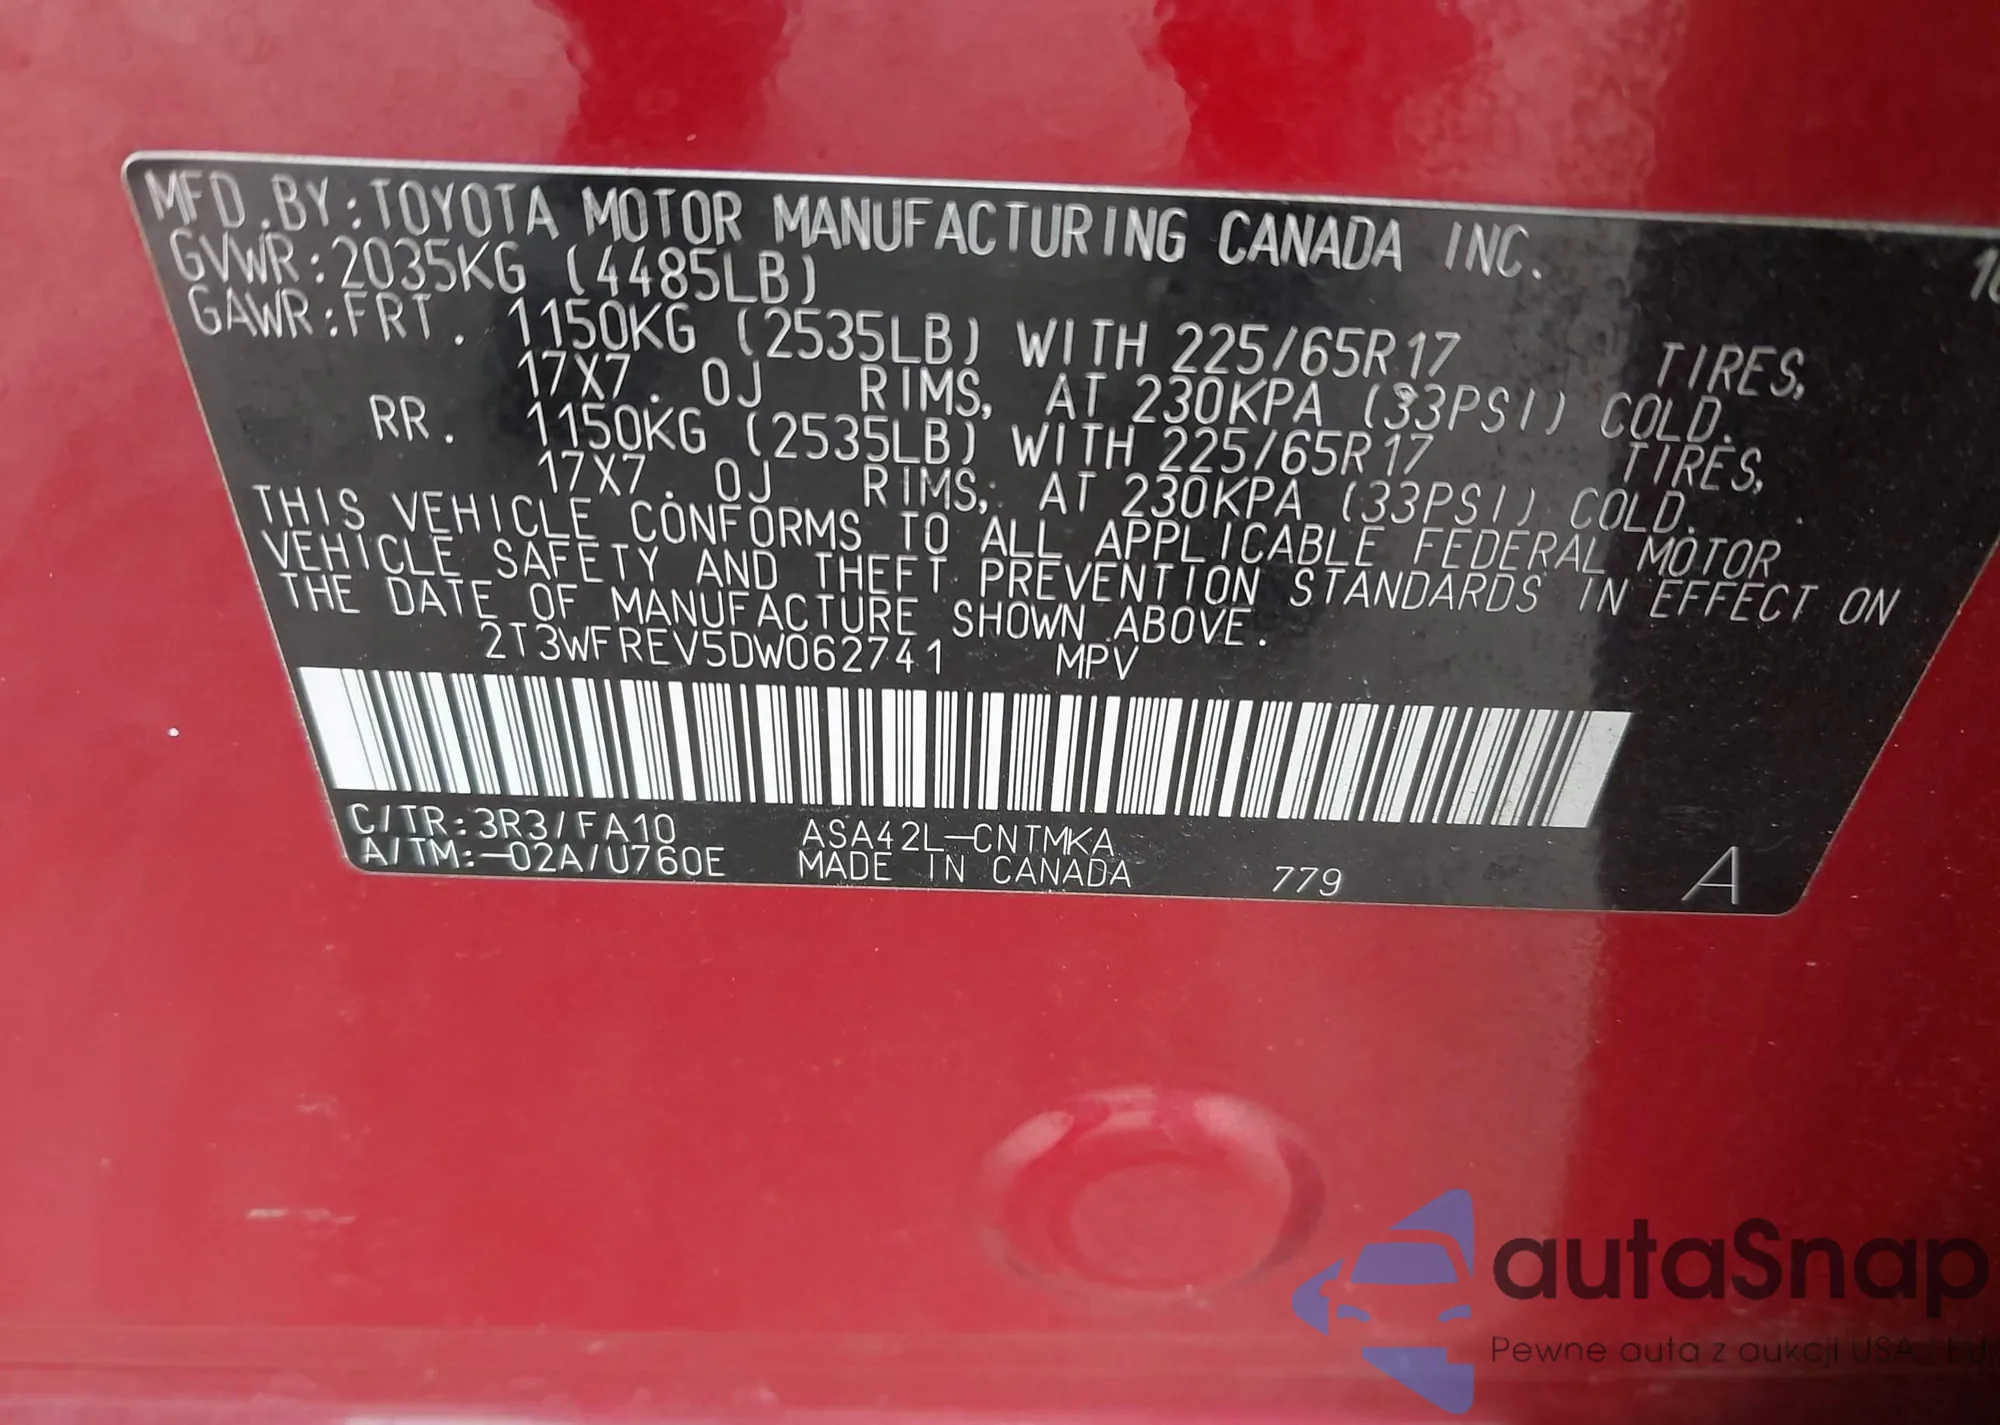 MFD.BY:TOYOTA MOTOR MANUFACTURING CANADA INC.
GVWR:2035KG (4485LB)
GAWR:FRT. 1150KG (2535LB) WITH 225/65R17 TIRES,
17X7.0J RIMS, AT 230KPA (33PSI) COLD.
RR. 1150KG (2535LB) WITH 225/65R17 TIRES,
17X7.0J RIMS, AT 230KPA (33PSI) COLD.
THIS VEHICLE CONFORMS TO ALL APPLICABLE FEDERAL MOTOR
VEHICLE SAFETY AND THEFT PREVENTION STANDARDS IN EFFECT ON
THE DATE OF MANUFACTURE SHOWN ABOVE.
2T3WFREV5DW062741 MPV
C/TR:3R3/FA10 ASA42L-CNTMKA
A/TM:-02A/U760E MADE IN CANADA 779 A
autaSnap
Pewne auta z aukcji USA